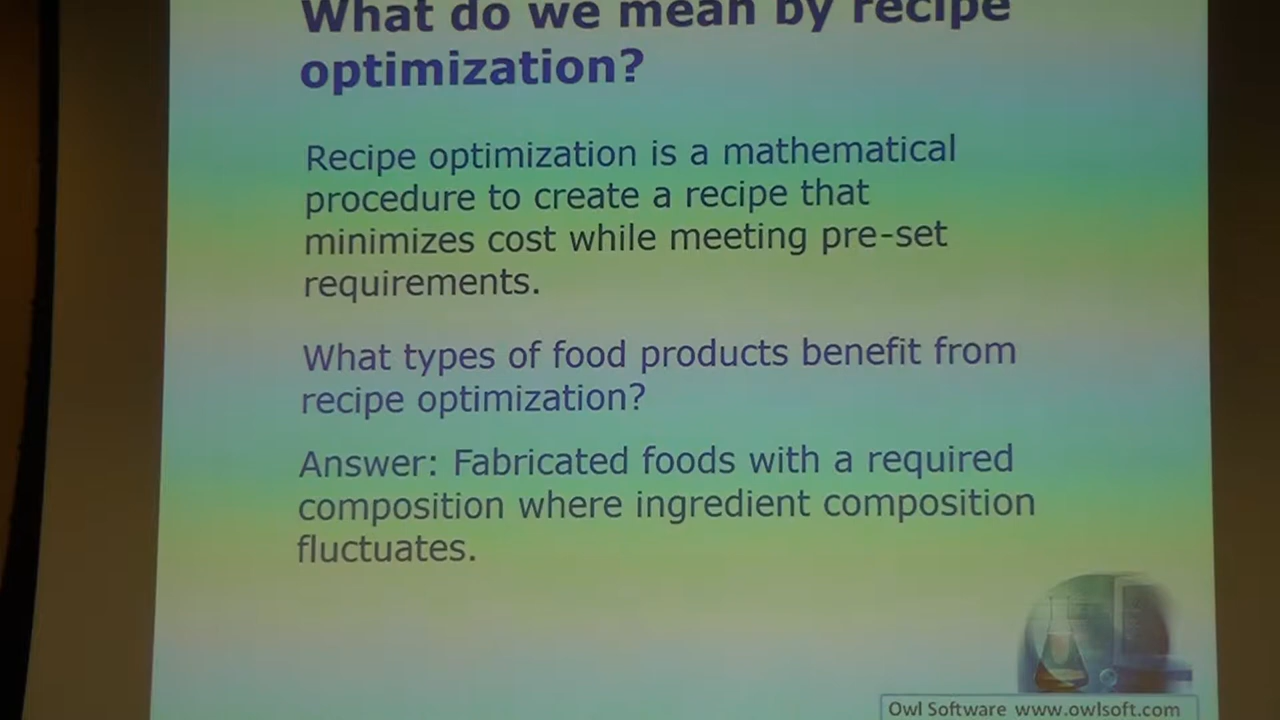 What do we mean by recipe
optimization?
Recipe optimization is a mathematical
procedure to create a recipe that
minimizes cost while meeting pre-set
requirements.
What types of food products benefit from
recipe optimization?
Answer: Fabricated foods with a required
composition where ingredient composition
fluctuates.
Owl Software www.owlsoft.com